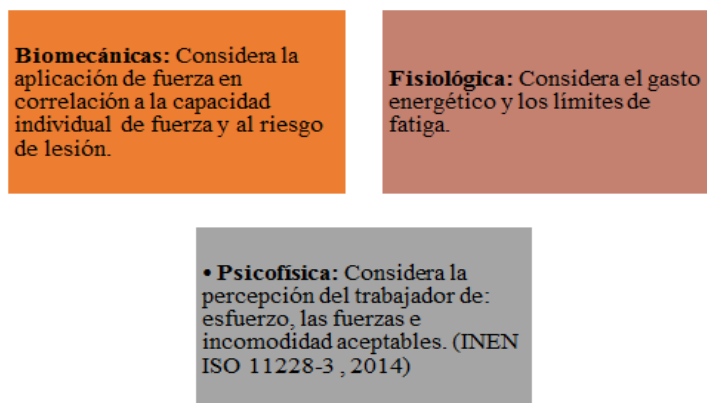 Biomecánicas: Considera la
aplicación de fuerza en
correlación a la capacidad
individual de fuerza y al riesgo
de lesión.
Fisiológica: Considera el gasto
energético y los límites de
fatiga.
• Psicofísica: Considera la
percepción del trabajador de:
esfuerzo, las fuerzas e
incomodidad aceptables. (INEN
ISO 11228-3 , 2014)